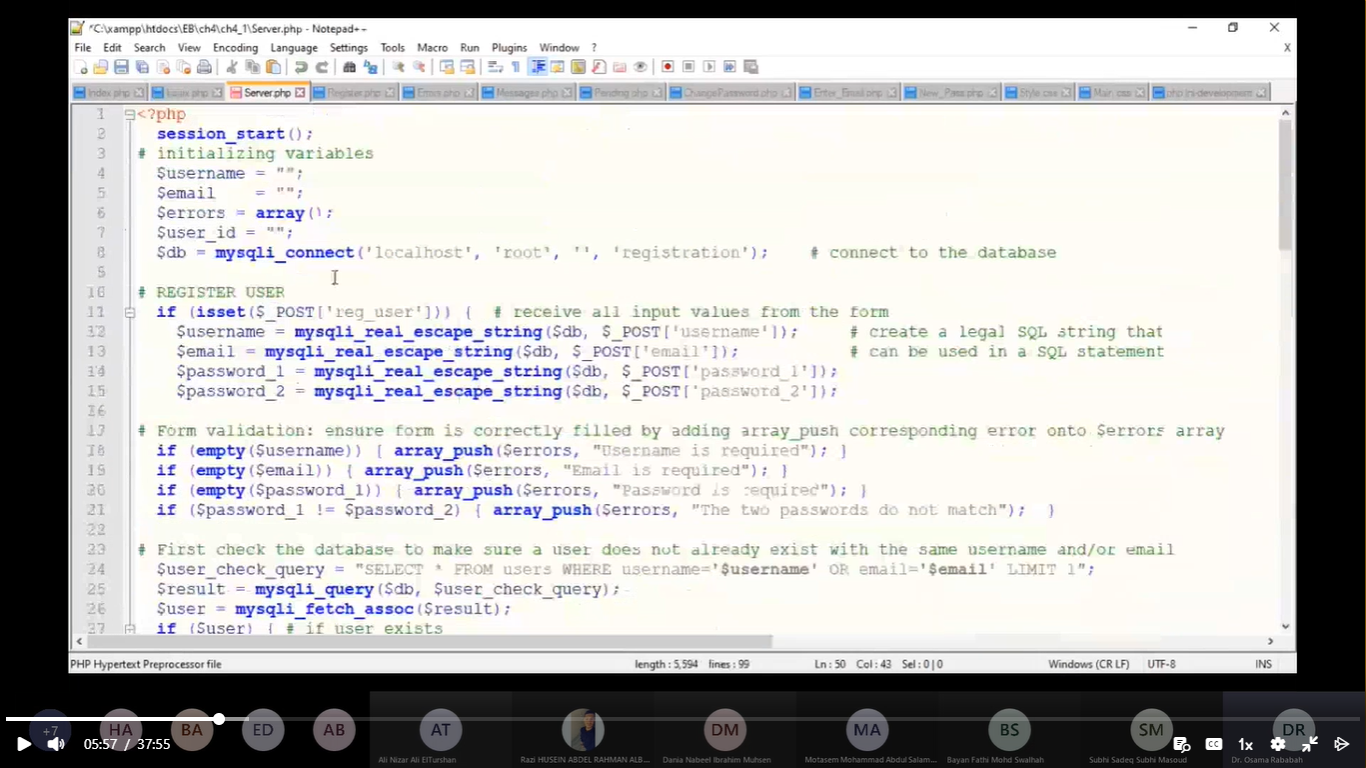 *C:\xampp\htdocs\EB\ch4\ch4_1\Server.php - Notepad++
File Edit Search View Encoding Language Settings Tools Macro Run Plugins Window ? X
Index.php Server.php Register.php Errors.php Messages.php Pending.php ChangePassword.php Enter_Email.php New_Pass.php Style.css Main.css php.ini-development
1 <?php
2 session_start();
3 # initializing variables
4 $username = "";
5 $email = "";
6 $errors = array();
7 $user_id = "";
8 $db = mysqli_connect('localhost', 'root', '', 'registration'); # connect to the database
9
10 # REGISTER USER
11 if (isset($_POST['reg_user'])) { # receive all input values from the form
12 $username = mysqli_real_escape_string($db, $_POST['username']); # create a legal SQL string that
13 $email = mysqli_real_escape_string($db, $_POST['email']); # can be used in a SQL statement
14 $password_1 = mysqli_real_escape_string($db, $_POST['password_1']);
15 $password_2 = mysqli_real_escape_string($db, $_POST['password_2']);
16
17 # Form validation: ensure form is correctly filled by adding array_push corresponding error onto $errors array
18 if (empty($username)) { array_push($errors, "Username is required"); }
19 if (empty($email)) { array_push($errors, "Email is required"); }
20 if (empty($password_1)) { array_push($errors, "Password is required"); }
21 if ($password_1 != $password_2) { array_push($errors, "The two passwords do not match"); }
22
23 # First check the database to make sure a user does not already exist with the same username and/or email
24 $user_check_query = "SELECT * FROM users WHERE username='$username' OR email='$email' LIMIT 1";
25 $result = mysqli_query($db, $user_check_query);
26 $user = mysqli_fetch_assoc($result);
27 if ($user) { # if user exists
PHP Hypertext Preprocessor file length : 5,594 lines : 99 Ln : 50 Col : 43 Sel : 0 | 0 Windows (CR LF) UTF-8 INS
+7 HA BA ED AB AT DM MA BS SM DR
05:57 / 37:55 CC 1x
Ali Nizar Ali ElTurshan Razi HUSEIN ABDEL RAHMAN ALB... Dania Nabeel Ibrahim Muhsen Motasem Mohammad Abdul Salam... Bayan Fathi Mohd Swalhah Subhi Sadeq Subhi Masoud Dr. Osama Rababah